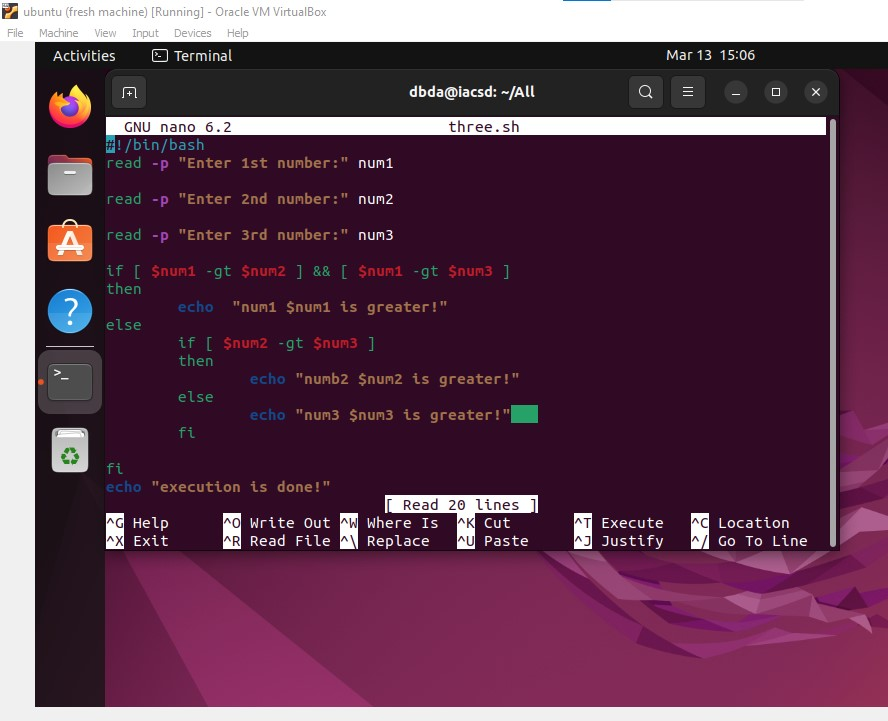 ubuntu (fresh machine) [Running] - Oracle VM VirtualBox
File Machine View Input Devices Help
Activities Terminal Mar 13 15:06
dbda@iacsd: ~/All
GNU nano 6.2 three.sh
#!/bin/bash
read -p "Enter 1st number:" num1
read -p "Enter 2nd number:" num2
read -p "Enter 3rd number:" num3
if [ $num1 -gt $num2 ] && [ $num1 -gt $num3 ]
then
echo "num1 $num1 is greater!"
else
if [ $num2 -gt $num3 ]
then
echo "numb2 $num2 is greater!"
else
echo "num3 $num3 is greater!"
fi
fi
echo "execution is done!"
[ Read 20 lines ]
^G Help ^O Write Out ^W Where Is ^K Cut ^T Execute ^C Location
^X Exit ^R Read File ^\ Replace ^U Paste ^J Justify ^/ Go To Line